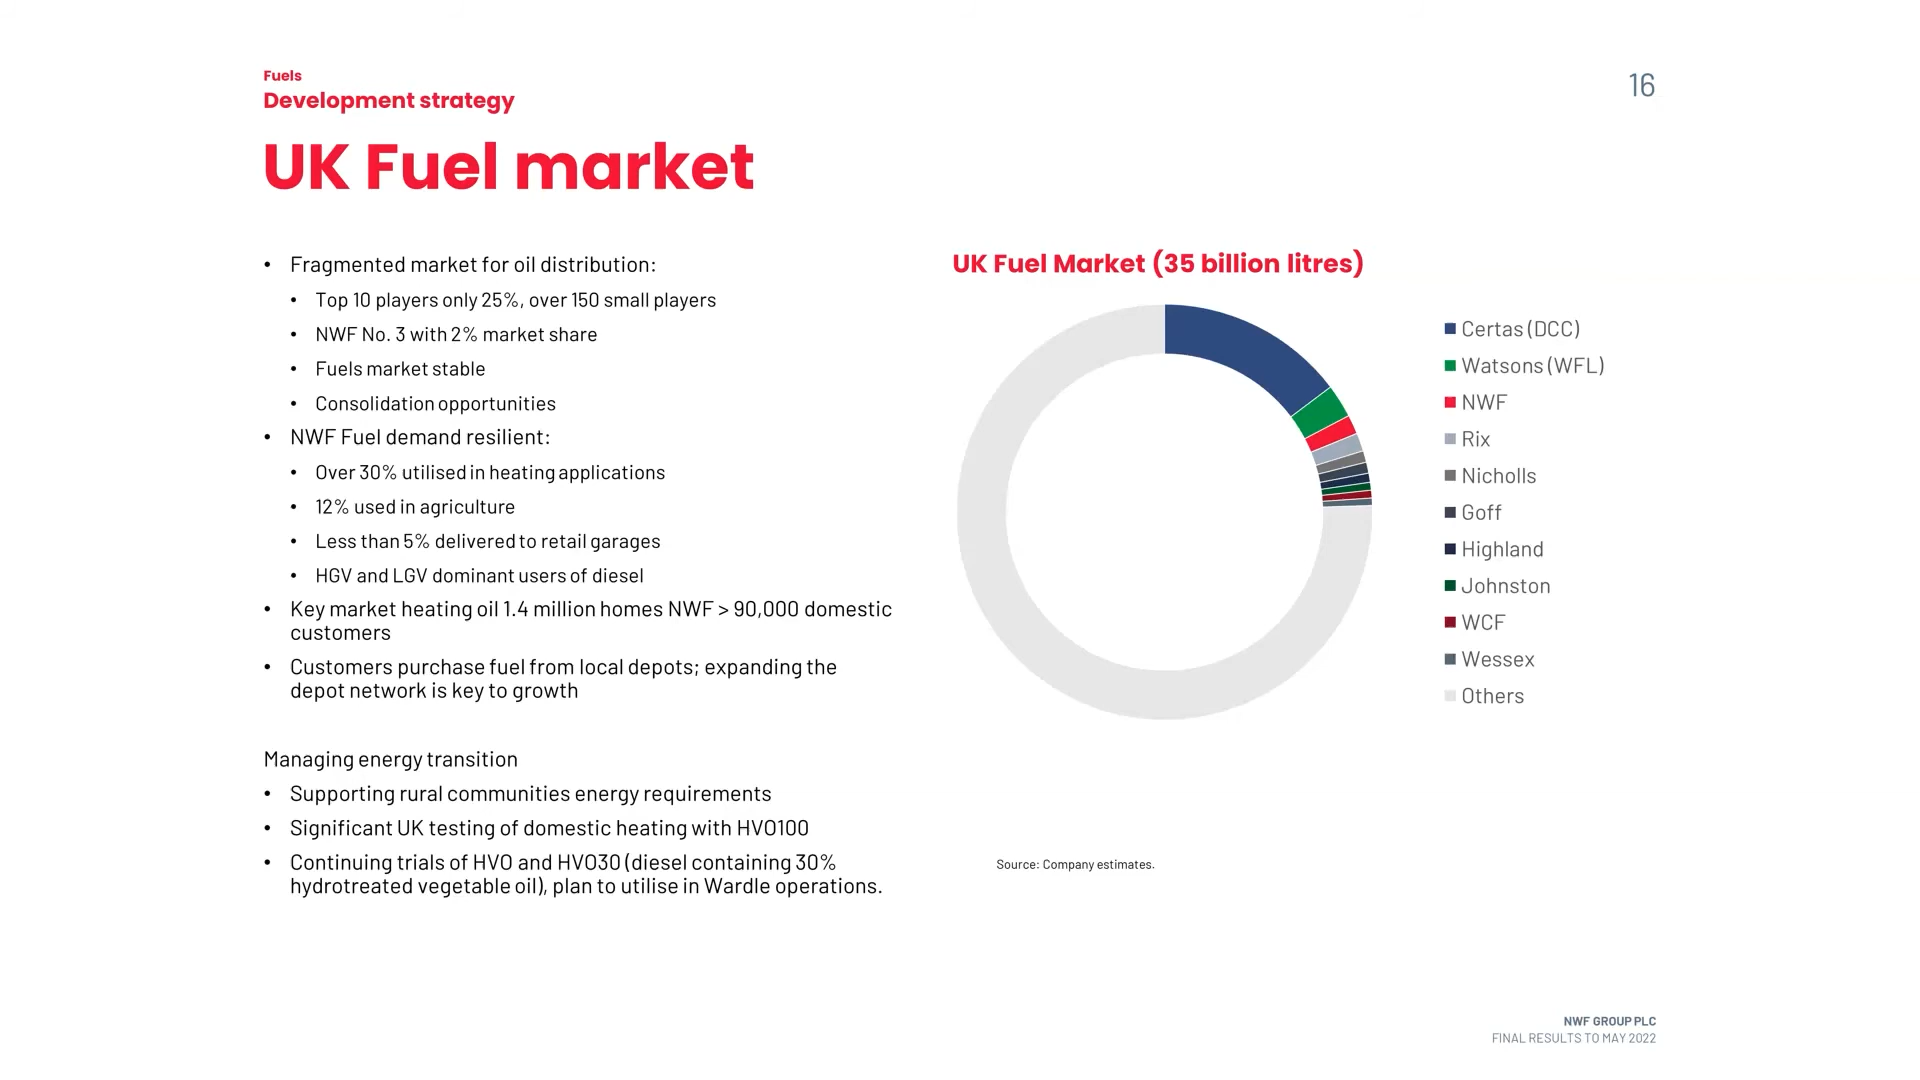 Fuels
Development strategy
16
UK Fuel market
• Fragmented market for oil distribution:
• Top 10 players only 25%, over 150 small players
• NWF No. 3 with 2% market share
• Fuels market stable
• Consolidation opportunities
• NWF Fuel demand resilient:
• Over 30% utilised in heating applications
• 12% used in agriculture
• Less than 5% delivered to retail garages
• HGV and LGV dominant users of diesel
• Key market heating oil 1.4 million homes NWF > 90,000 domestic
customers
• Customers purchase fuel from local depots; expanding the
depot network is key to growth
Managing energy transition
• Supporting rural communities energy requirements
• Significant UK testing of domestic heating with HVO100
• Continuing trials of HVO and HVO30 (diesel containing 30%
hydrotreated vegetable oil), plan to utilise in Wardle operations.
UK Fuel Market (35 billion litres)
Certas (DCC)
Watsons (WFL)
NWF
Rix
Nicholls
Goff
Highland
Johnston
WCF
Wessex
Others
Source: Company estimates.
NWF GROUP PLC
FINAL RESULTS TO MAY 2022